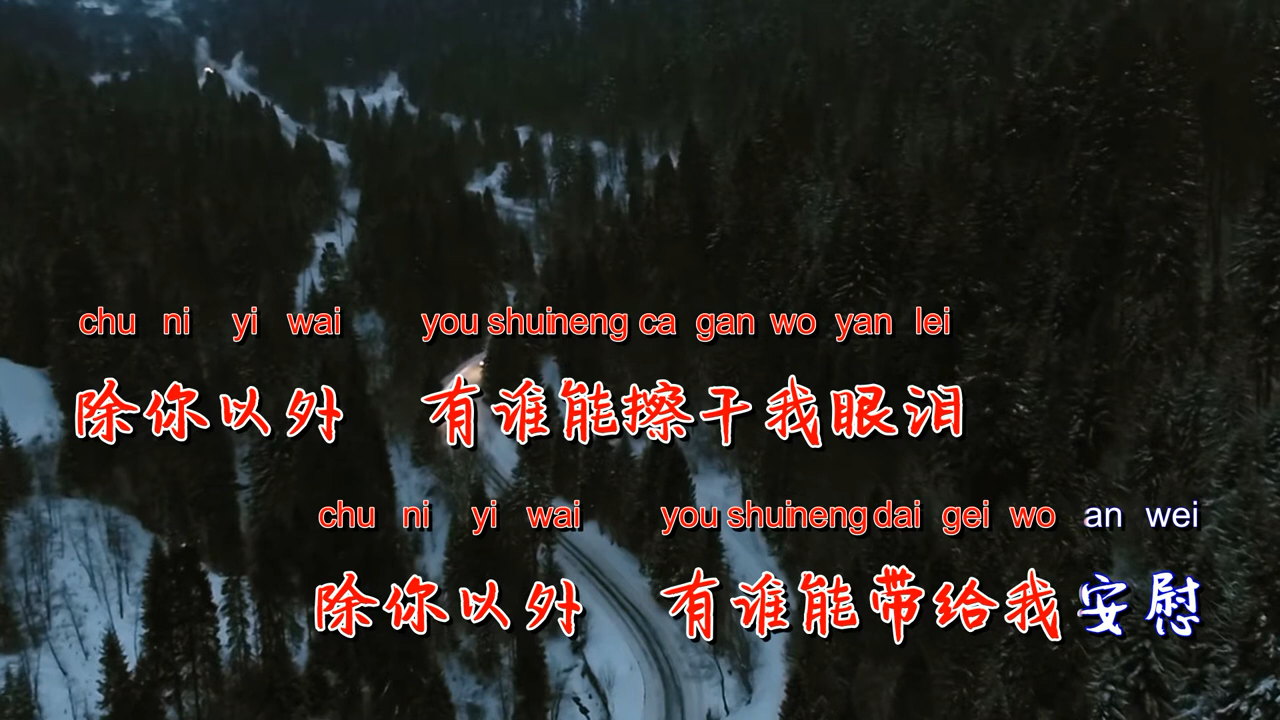 chu ni yi wai you shuineng ca gan wo yan lei
除你以外 有谁能擦干我眼泪
chu ni yi wai you shuineng dai gei wo an wei
除你以外 有谁能带给我安慰